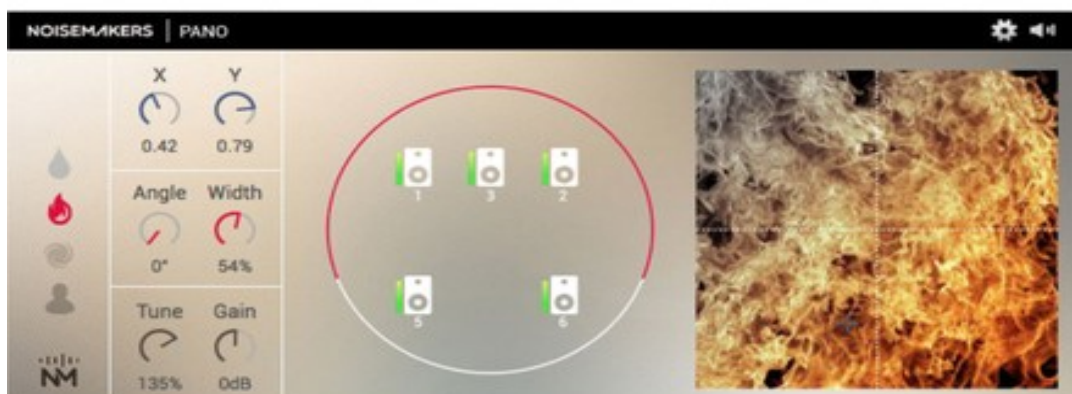 NOISEMAKERS | PANO
X Y
0.42 0.79
Angle Width
0° 54%
Tune Gain
135% 0dB
NM
1 3 2
5 6